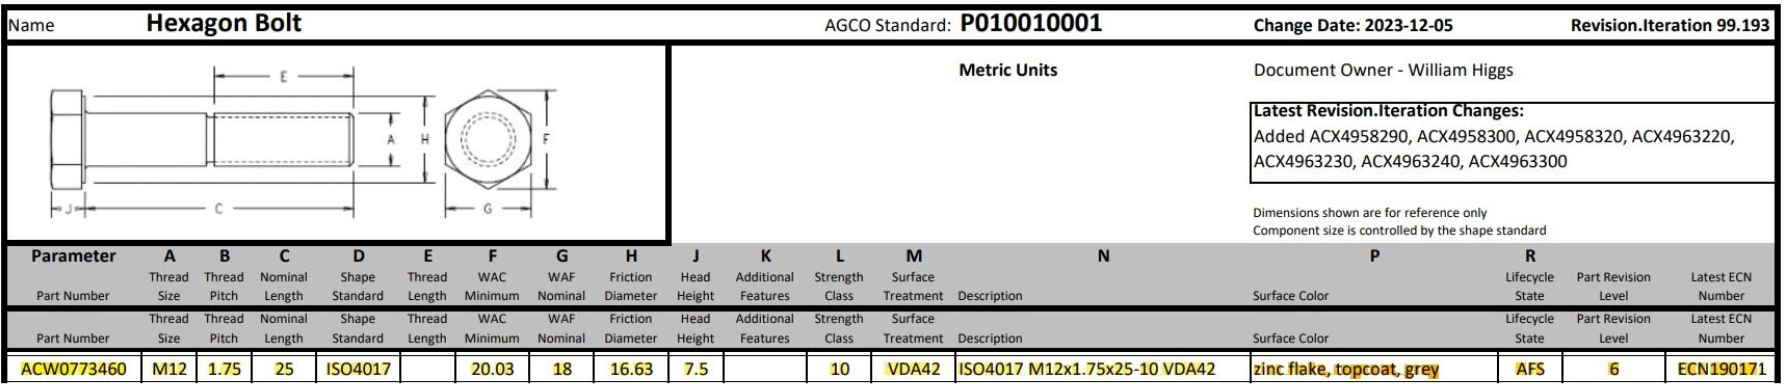 Name Hexagon Bolt AGCO Standard: P010010001 Change Date: 2023-12-05 Revision.Iteration 99.193
Metric Units Document Owner - William Higgs
Latest Revision.Iteration Changes:
Added ACX4958290, ACX4958300, ACX4958320, ACX4963220,
ACX4963230, ACX4963240, ACX4963300
E
A H F
J C G
Dimensions shown are for reference only
Component size is controlled by the shape standard
Parameter A B C D E F G H J K L M N P R
Thread Thread Nominal Shape Thread WAC WAF Friction Head Additional Strength Surface Lifecycle Part Revision Latest ECN
Part Number Size Pitch Length Standard Length Minimum Nominal Diameter Height Features Class Treatment Description Surface Color State Level Number
Thread Thread Nominal Shape Thread WAC WAF Friction Head Additional Strength Surface Lifecycle Part Revision Latest ECN
Part Number Size Pitch Length Standard Length Minimum Nominal Diameter Height Features Class Treatment Description Surface Color State Level Number
ACW0773460 M12 1.75 25 ISO4017 20.03 18 16.63 7.5 10 VDA42 ISO4017 M12x1.75x25-10 VDA42 zinc flake, topcoat, grey AFS 6 ECN190171